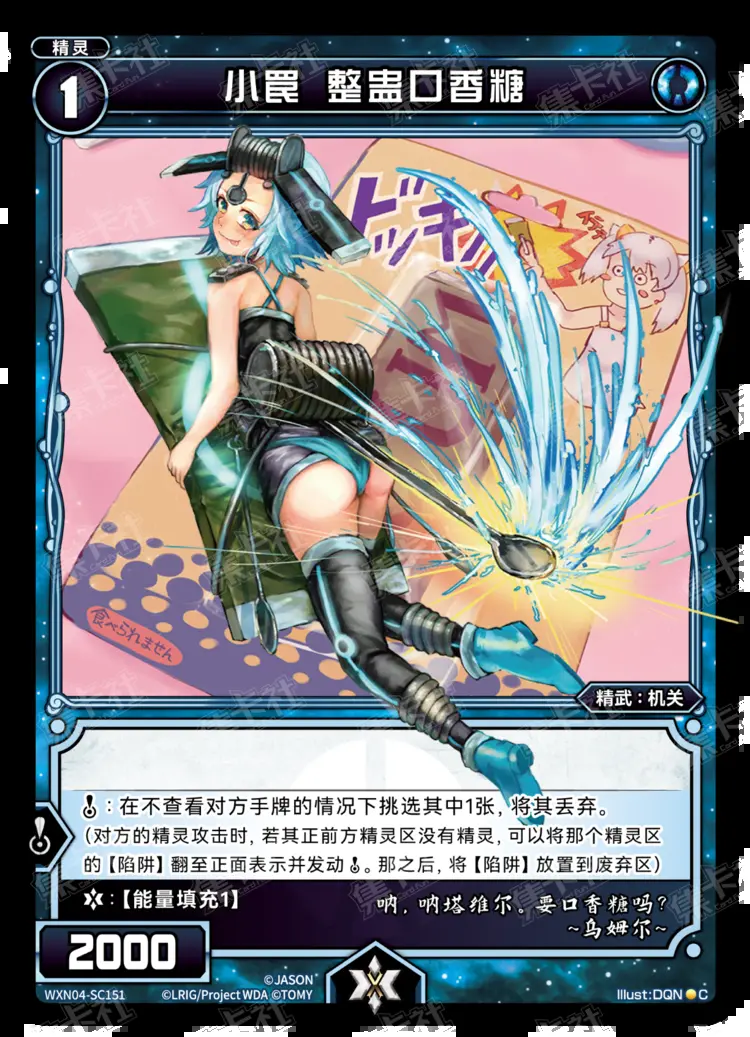 精灵
1
小罠 整蛊口香糖
ドッキリ
GUM
食べられません
精武：机关
：在不查看对方手牌的情况下挑选其中1张，将其丢弃。
（对方的精灵攻击时，若其正前方精灵区没有精灵，可以将那个精灵区
的【陷阱】翻至正面表示并发动。那之后，将【陷阱】放置到废弃区）
：【能量填充1】
呐，呐塔维尔。要口香糖吗？
~乌姆尔~
2000
©JASON
WXN04-SC151 ©LRIG/Project WDA ©TOMY Illust:DQN C
集卡社